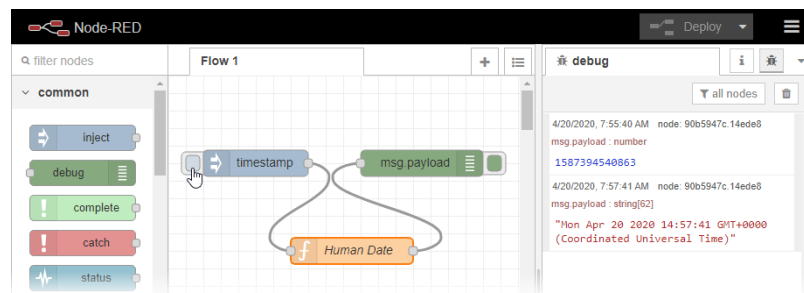 Node-RED
Deploy
filter nodes
Flow 1
debug
i
common
all nodes
inject
debug
complete
catch
status
timestamp
msg.payload
Human Date
4/20/2020, 7:55:40 AM node: 90b5947c.14ede8
msg.payload : number
1587394540863
4/20/2020, 7:57:41 AM node: 90b5947c.14ede8
msg.payload : string[62]
"Mon Apr 20 2020 14:57:41 GMT+0000
(Coordinated Universal Time)"